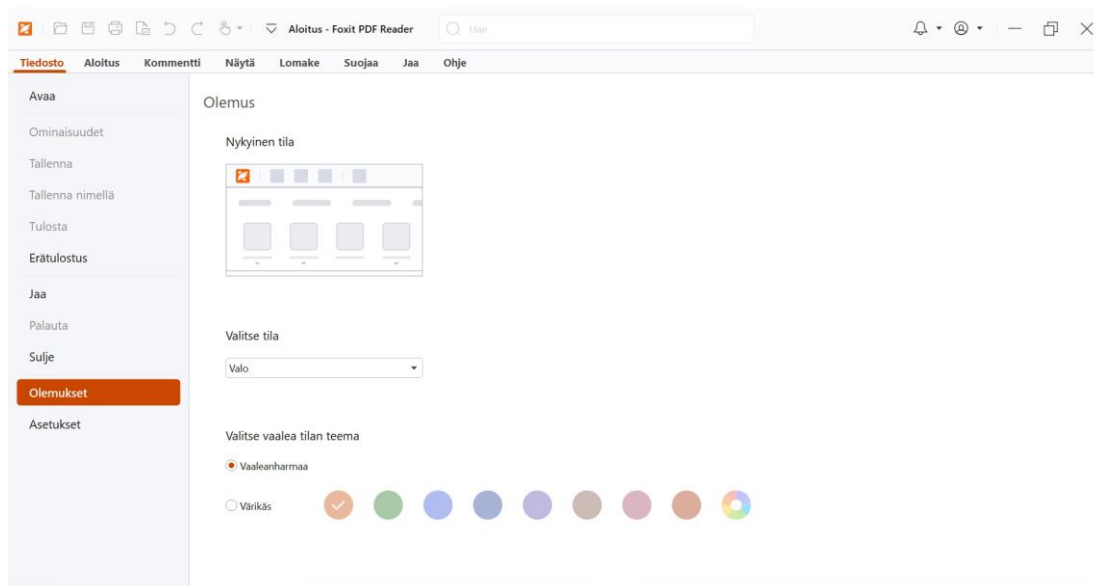 Aloitus - Foxit PDF Reader
Hae
Tiedosto Aloitus Kommentti Näytä Lomake Suojaa Jaa Ohje
Avaa
Ominaisuudet
Tallenna
Tallenna nimellä
Tulosta
Erätulostus
Jaa
Palauta
Sulje
Olemukset
Asetukset
Olemus
Nykyinen tila
Valitse tila
Valo
Valitse vaalea tilan teema
Vaaleanharmaa
Värikäs